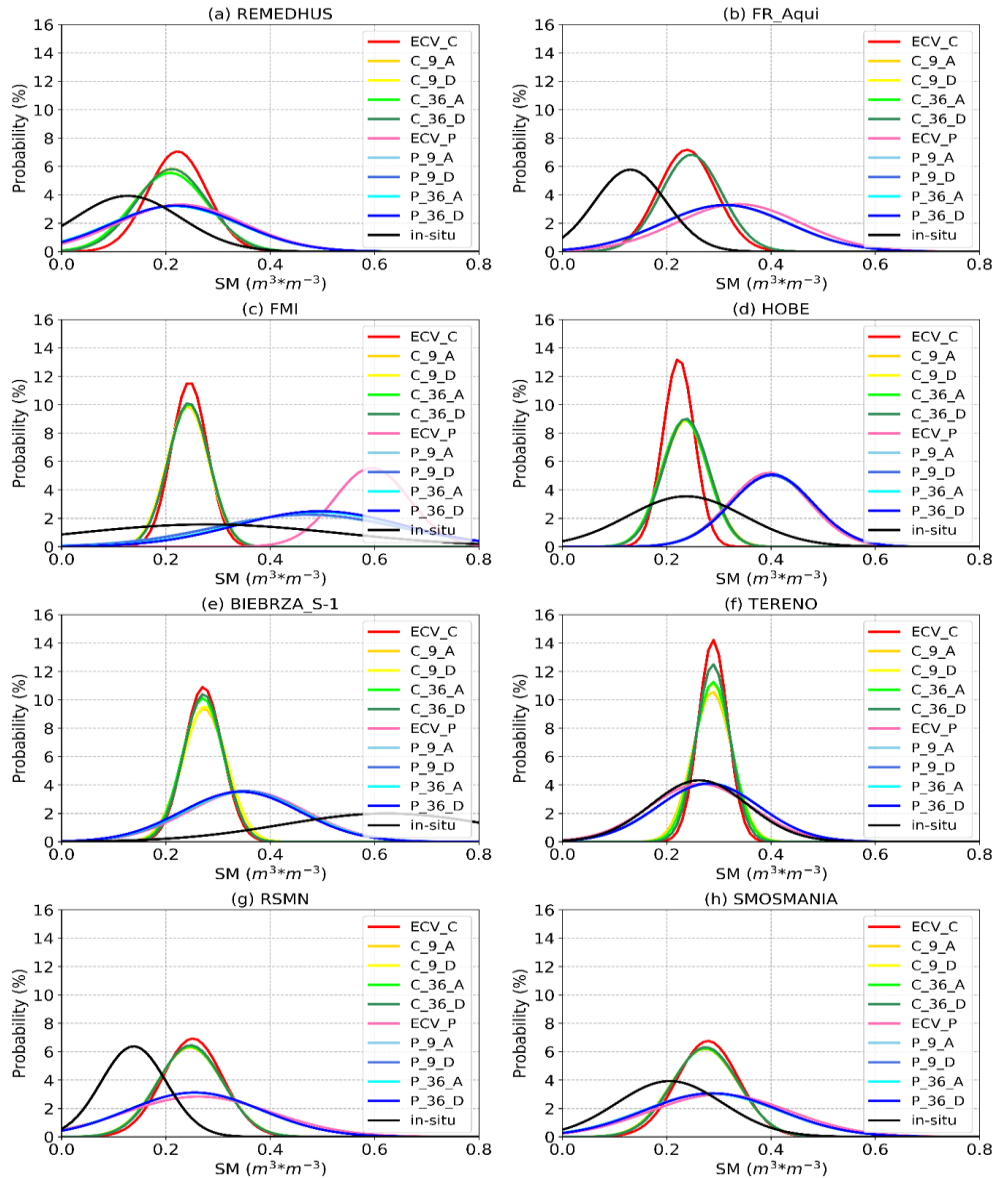 (a) REMEDHUS
16
14
12
10
8
6
4
2
0
Probability (%)
ECV_C
C_9_A
C_9_D
C_36_A
C_36_D
ECV_P
P_9_A
P_9_D
P_36_A
P_36_D
in-situ
0.0 0.2 0.4 0.6 0.8
SM (m³*m⁻³)
(b) FR_Aqui
16
14
12
10
8
6
4
2
0
Probability (%)
ECV_C
C_9_A
C_9_D
C_36_A
C_36_D
ECV_P
P_9_A
P_9_D
P_36_A
P_36_D
in-situ
0.0 0.2 0.4 0.6 0.8
SM (m³*m⁻³)
(c) FMI
16
14
12
10
8
6
4
2
0
Probability (%)
ECV_C
C_9_A
C_9_D
C_36_A
C_36_D
ECV_P
P_9_A
P_9_D
P_36_A
P_36_D
in-situ
0.0 0.2 0.4 0.6 0.8
SM (m³*m⁻³)
(d) HOBE
16
14
12
10
8
6
4
2
0
Probability (%)
ECV_C
C_9_A
C_9_D
C_36_A
C_36_D
ECV_P
P_9_A
P_9_D
P_36_A
P_36_D
in-situ
0.0 0.2 0.4 0.6 0.8
SM (m³*m⁻³)
(e) BIEBRZA_S-1
16
14
12
10
8
6
4
2
0
Probability (%)
ECV_C
C_9_A
C_9_D
C_36_A
C_36_D
ECV_P
P_9_A
P_9_D
P_36_A
P_36_D
in-situ
0.0 0.2 0.4 0.6 0.8
SM (m³*m⁻³)
(f) TERENO
16
14
12
10
8
6
4
2
0
Probability (%)
ECV_C
C_9_A
C_9_D
C_36_A
C_36_D
ECV_P
P_9_A
P_9_D
P_36_A
P_36_D
in-situ
0.0 0.2 0.4 0.6 0.8
SM (m³*m⁻³)
(g) RSMN
16
14
12
10
8
6
4
2
0
Probability (%)
ECV_C
C_9_A
C_9_D
C_36_A
C_36_D
ECV_P
P_9_A
P_9_D
P_36_A
P_36_D
in-situ
0.0 0.2 0.4 0.6 0.8
SM (m³*m⁻³)
(h) SMOSMANIA
16
14
12
10
8
6
4
2
0
Probability (%)
ECV_C
C_9_A
C_9_D
C_36_A
C_36_D
ECV_P
P_9_A
P_9_D
P_36_A
P_36_D
in-situ
0.0 0.2 0.4 0.6 0.8
SM (m³*m⁻³)